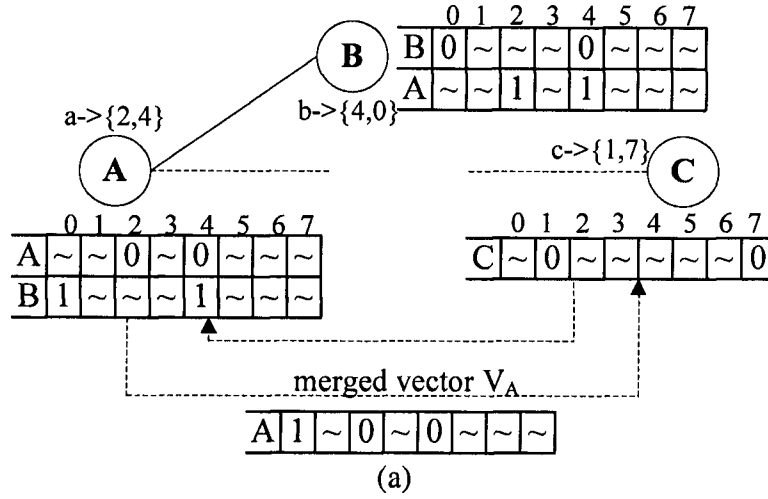 0 1 2 3 4 5 6 7
B 0 ~ ~ ~ 0 ~ ~ ~
A ~ ~ 1 ~ 1 ~ ~ ~
B
b->{4,0}
a->{2,4}
A
c->{1,7}
C
0 1 2 3 4 5 6 7
A ~ ~ 0 ~ 0 ~ ~ ~
B 1 ~ ~ ~ 1 ~ ~ ~
0 1 2 3 4 5 6 7
C ~ 0 ~ ~ ~ ~ ~ 0
merged vector V_A
A 1 ~ 0 ~ 0 ~ ~ ~
(a)